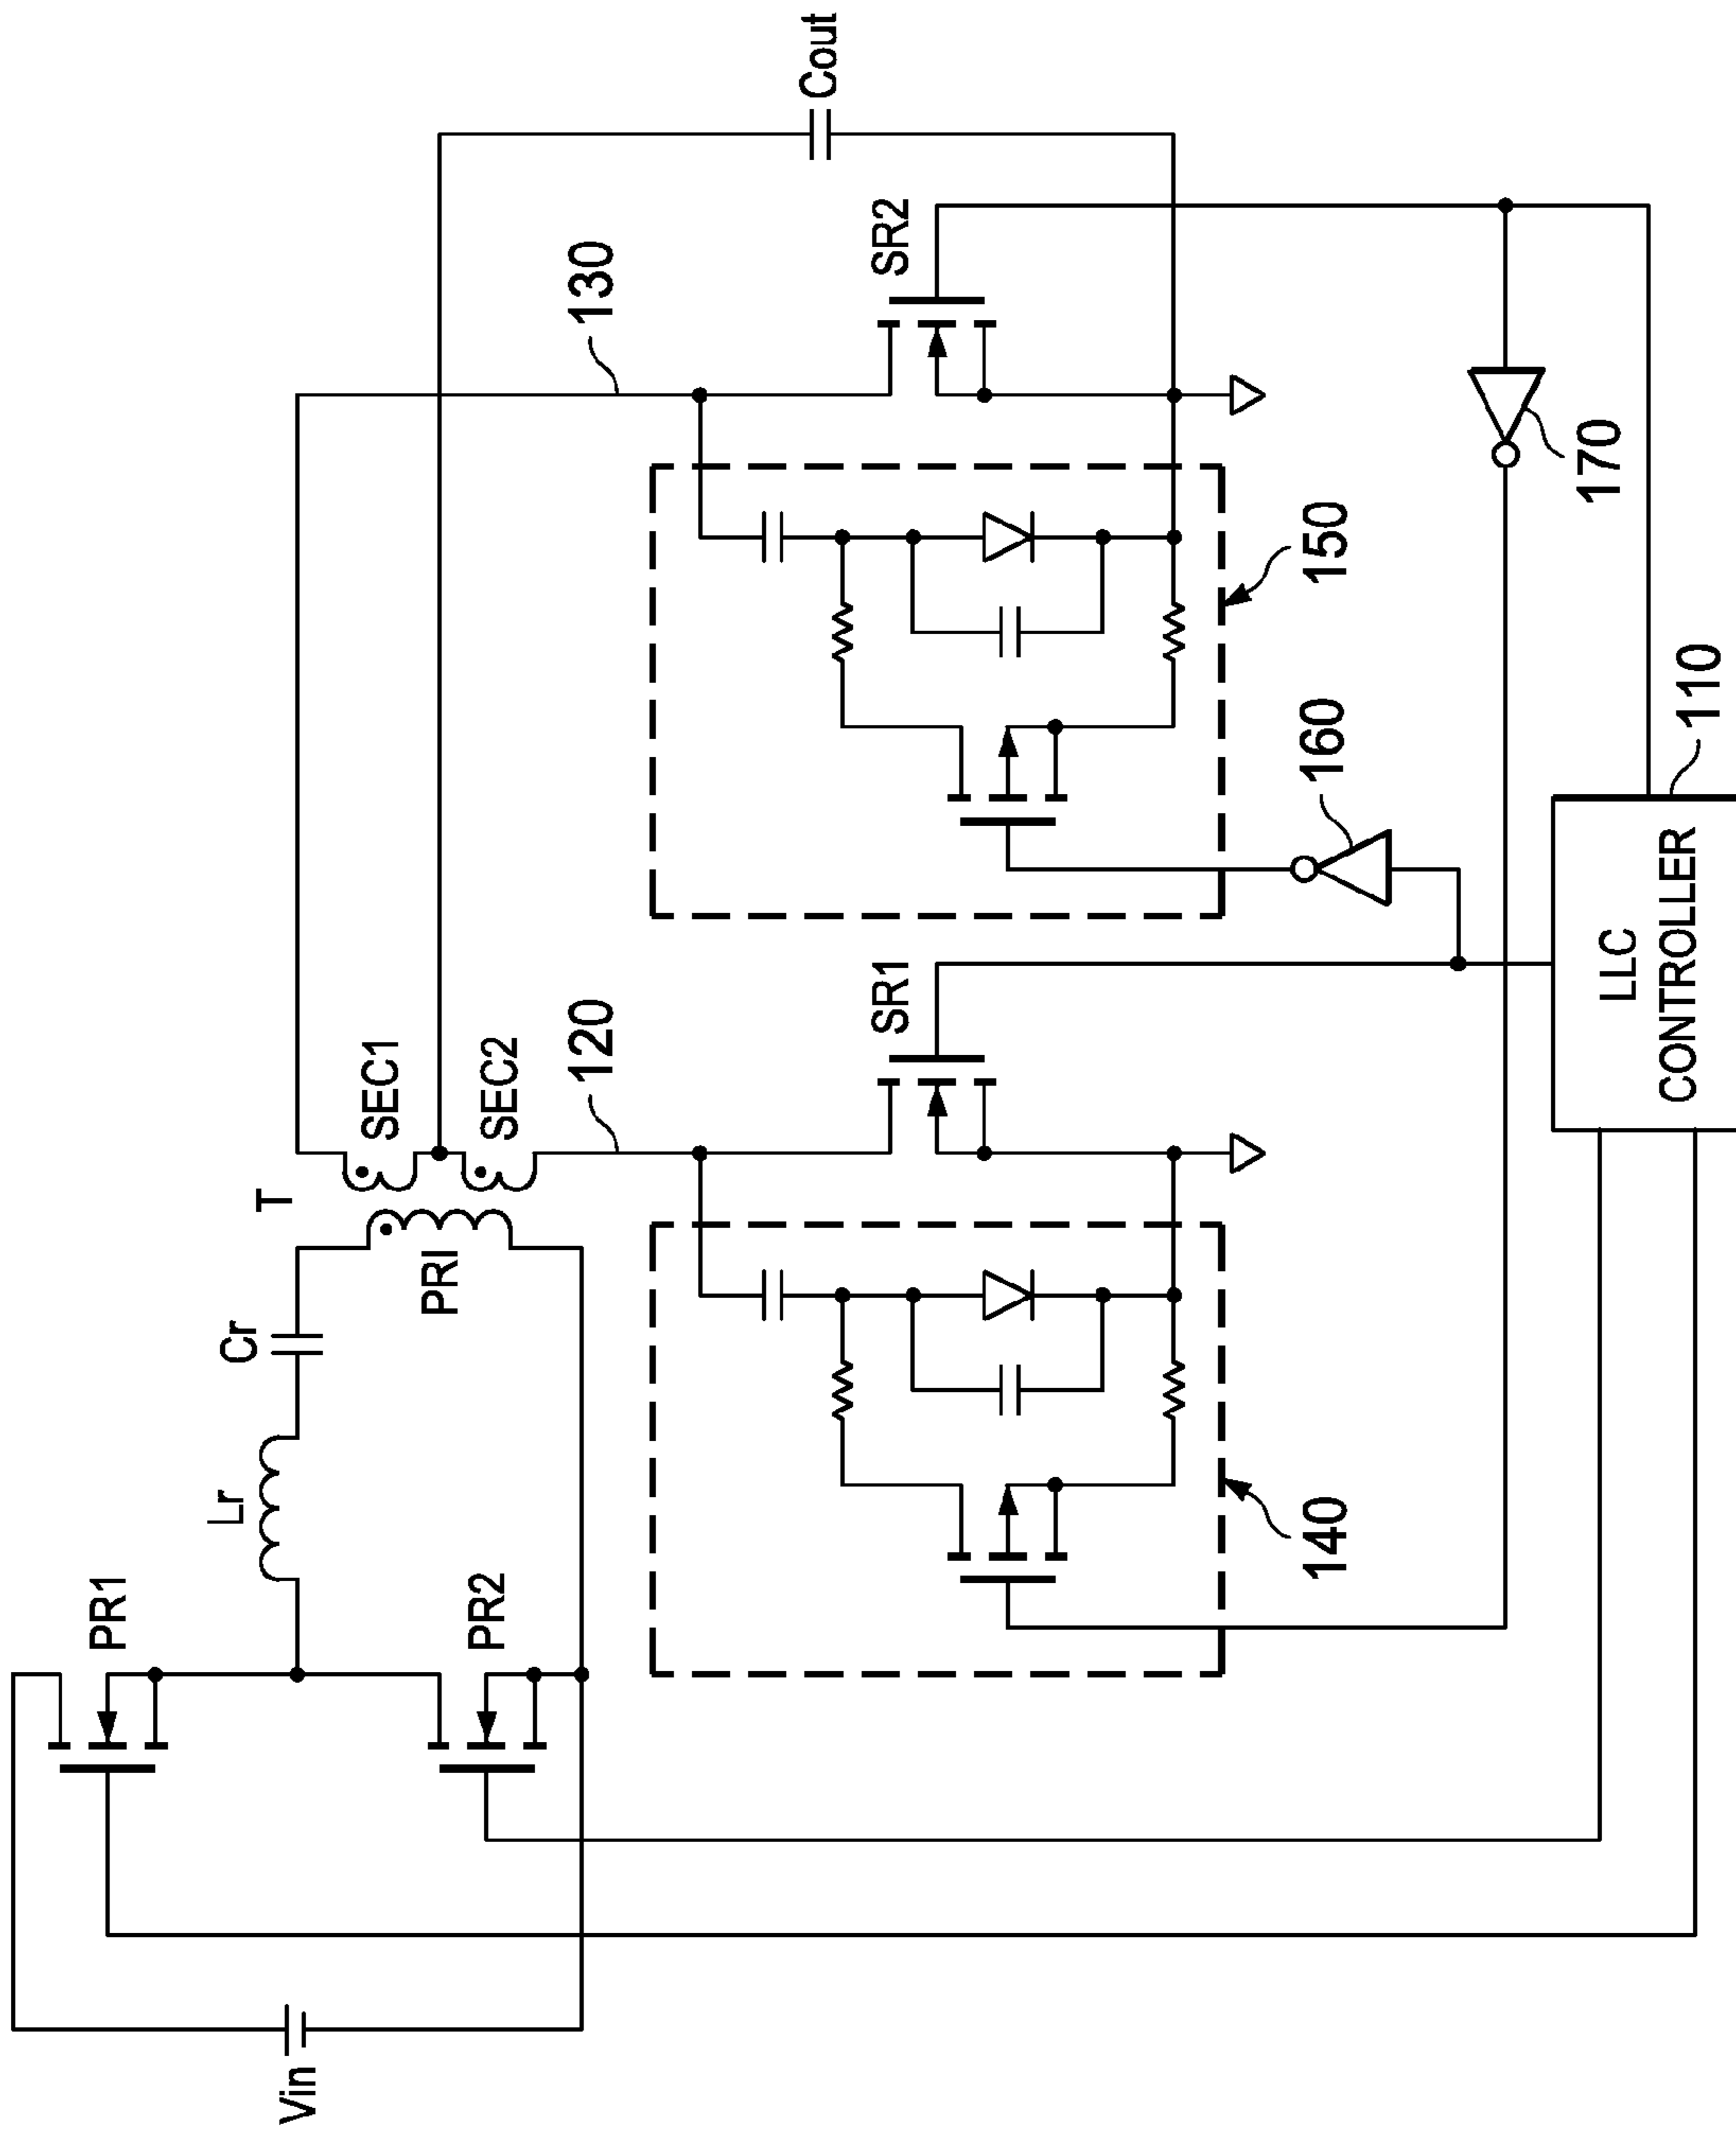 Vin
PR1
PR2
Lr
Cr
PRI
T
SEC1
SEC2
120
130
140
150
SR1
SR2
Cout
160
170
LLC
CONTROLLER
110